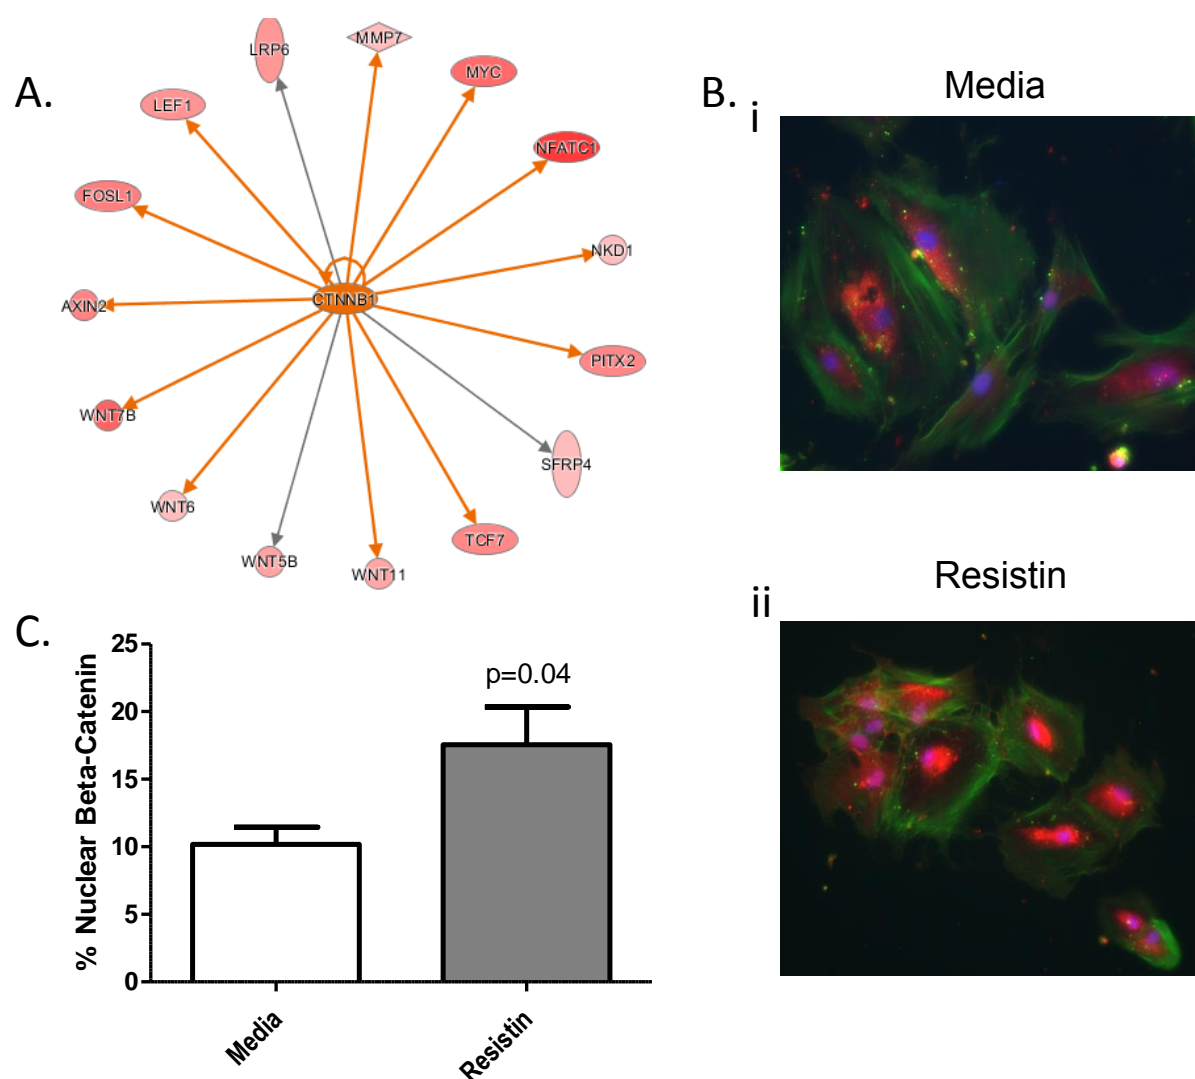 A.
LRP6
MMP7
MYC
LEF1
NFATC1
FOSL1
NKD1
CTNNB1
AXIN2
PITX2
WNT7B
SFRP4
WNT6
TCF7
WNT5B
WNT11
B.
Media
i
Resistin
ii
C.
% Nuclear Beta-Catenin
25
20
15
10
5
0
p=0.04
Media
Resistin